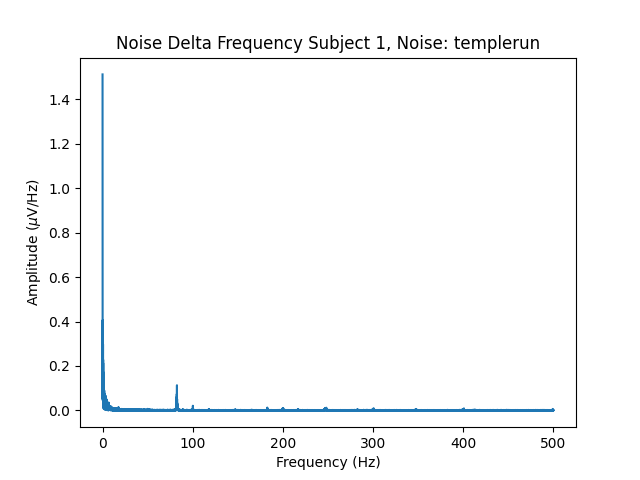 Noise Delta Frequency Subject 1, Noise: templerun
Amplitude (μV/Hz)
1.4
1.2
1.0
0.8
0.6
0.4
0.2
0.0
0 100 200 300 400 500
Frequency (Hz)